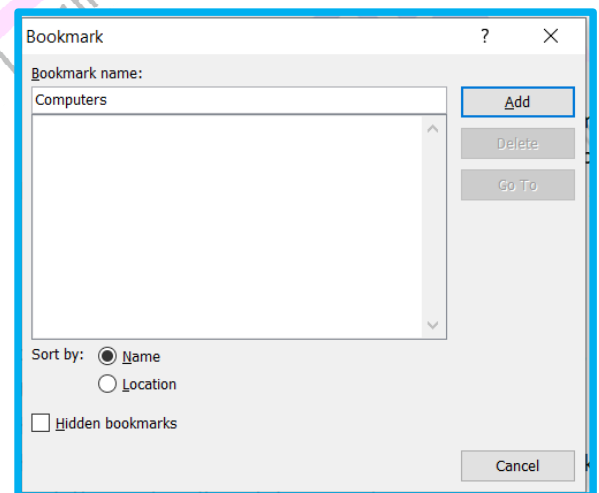 Bookmark ?
Bookmark name:
Computers
Add
Delete
Go To
Sort by: Name
Location
Hidden bookmarks
Cancel